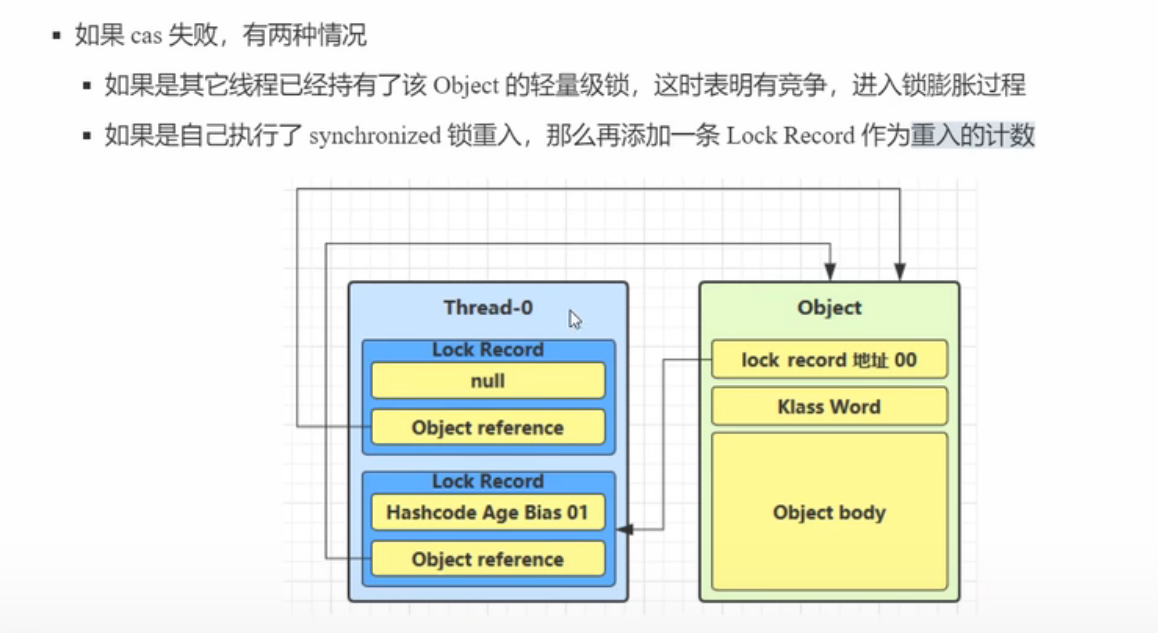 如果 cas 失败，有两种情况
如果是其它线程已经持有了该 Object 的轻量级锁，这时表明有竞争，进入锁膨胀过程
如果是自己执行了 synchronized 锁重入，那么再添加一条 Lock Record 作为重入的计数
Thread-0
Lock Record
null
Object reference
Lock Record
Hashcode Age Bias 01
Object reference
Object
lock record 地址 00
Klass Word
Object body